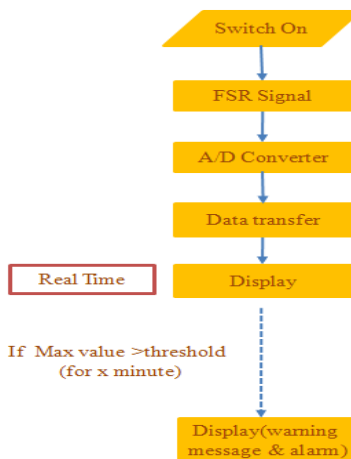 Switch On
FSR Signal
A/D Converter
Data transfer
Real Time
Display
If Max value >threshold
(for x minute)
Display(warning
message & alarm)